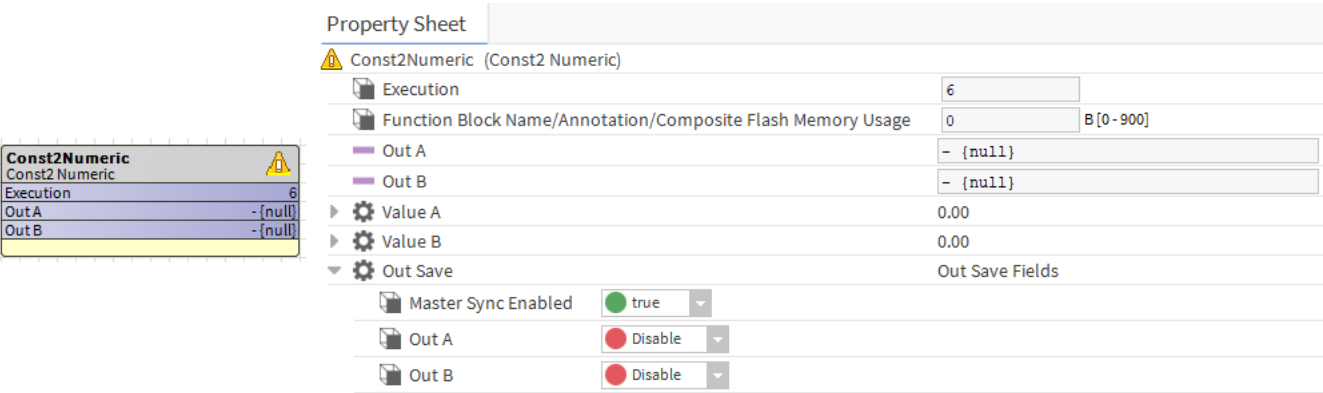 Const2Numeric
Const2 Numeric
Execution 6
Out A - {null}
Out B - {null}
Property Sheet
Const2Numeric (Const2 Numeric)
Execution 6
Function Block Name/Annotation/Composite Flash Memory Usage 0 B [0 - 900]
Out A - {null}
Out B - {null}
Value A 0.00
Value B 0.00
Out Save Out Save Fields
Master Sync Enabled true
Out A Disable
Out B Disable